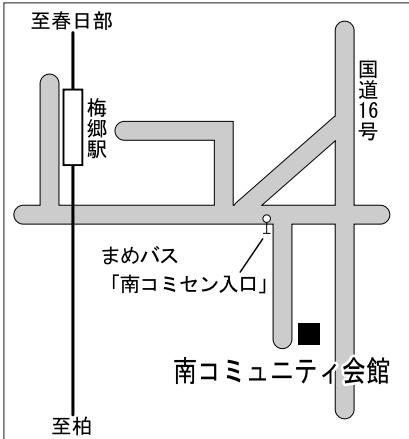 至春日部
梅郷駅
国道16号
まめバス
「南コミセン入口」
南コミュニティ会館
至柏